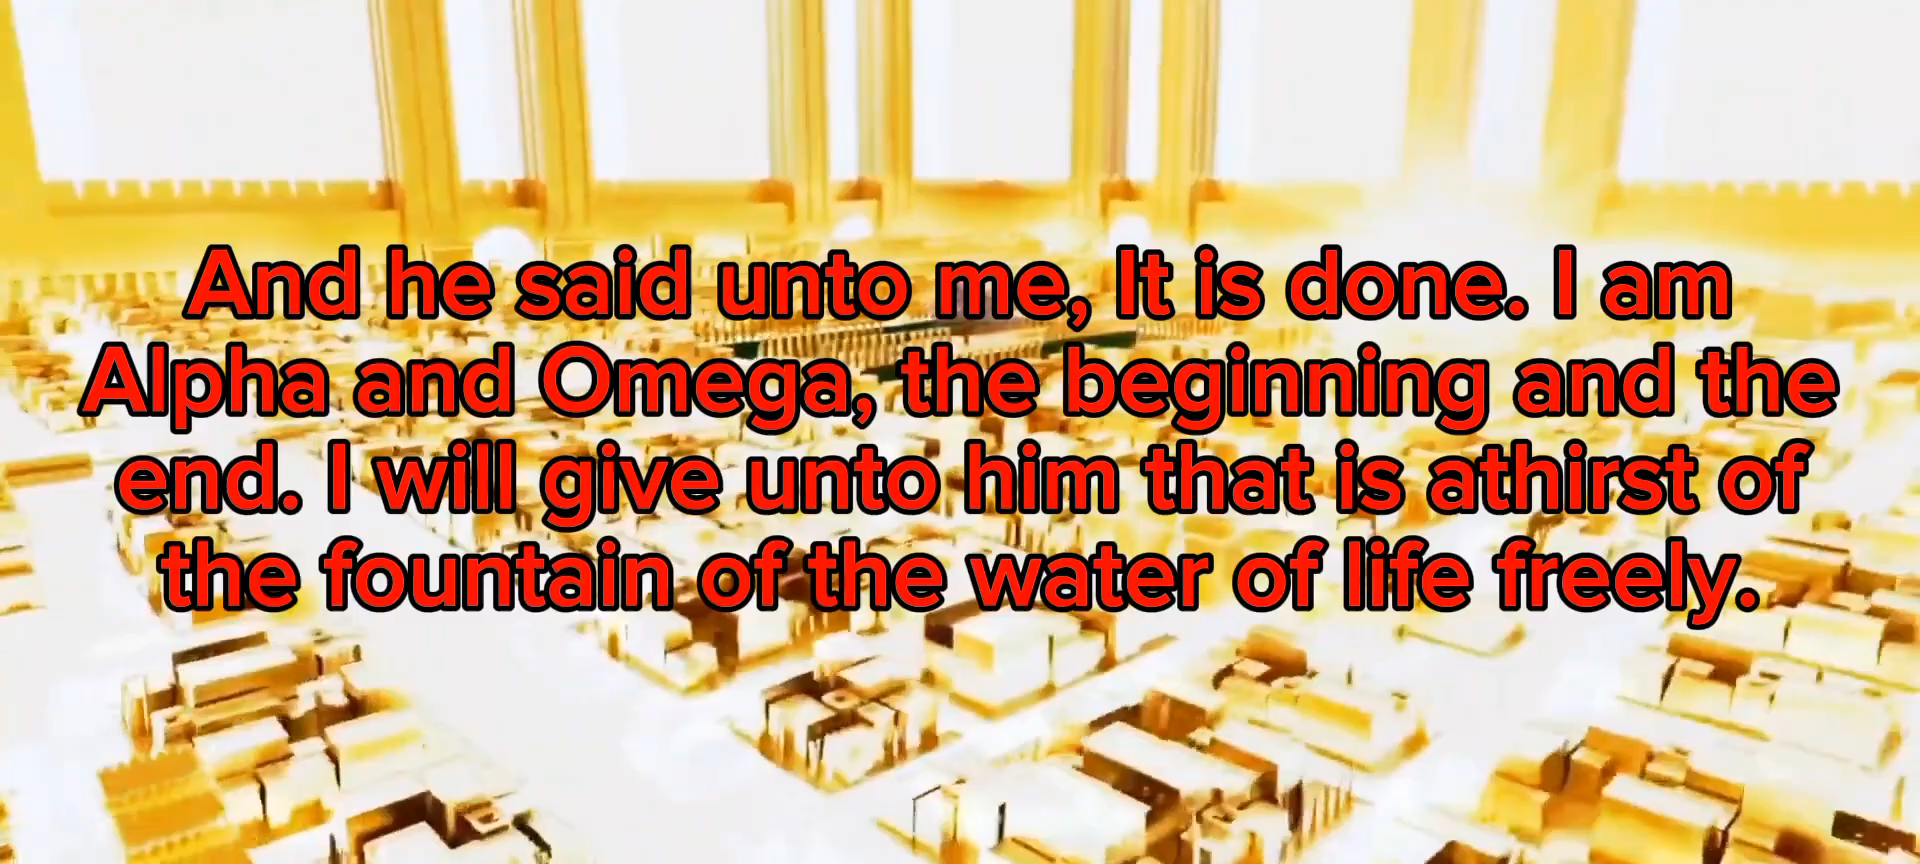 And he said unto me, It is done. I am
Alpha and Omega, the beginning and the
end. I will give unto him that is athirst of
the fountain of the water of life freely.